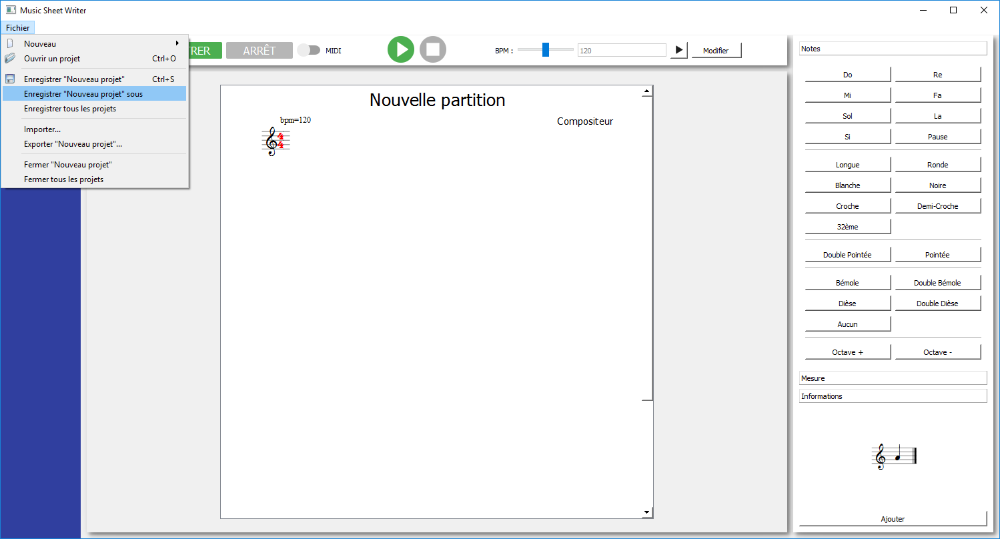 Music Sheet Writer
Fichier
Nouveau
Ouvrir un projet Ctrl+O
Enregistrer "Nouveau projet" Ctrl+S
Enregistrer "Nouveau projet" sous
Enregistrer tous les projets
Importer...
Exporter "Nouveau projet"...
Fermer "Nouveau projet"
Fermer tous les projets
RER ARRÊT MIDI BPM : 120 Modifier
Nouvelle partition
bpm=120
Compositeur
4
4
Notes
Do Re
Mi Fa
Sol La
Si Pause
Longue Ronde
Blanche Noire
Croche Demi-Croche
32ème
Double Pointée Pointée
Bémole Double Bémole
Dièse Double Dièse
Aucun
Octave + Octave -
Mesure
Informations
Ajouter